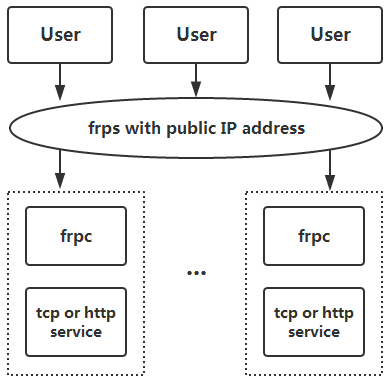 User
User
User
frps with public IP address
frpc
tcp or http
service
...
frpc
tcp or http
service